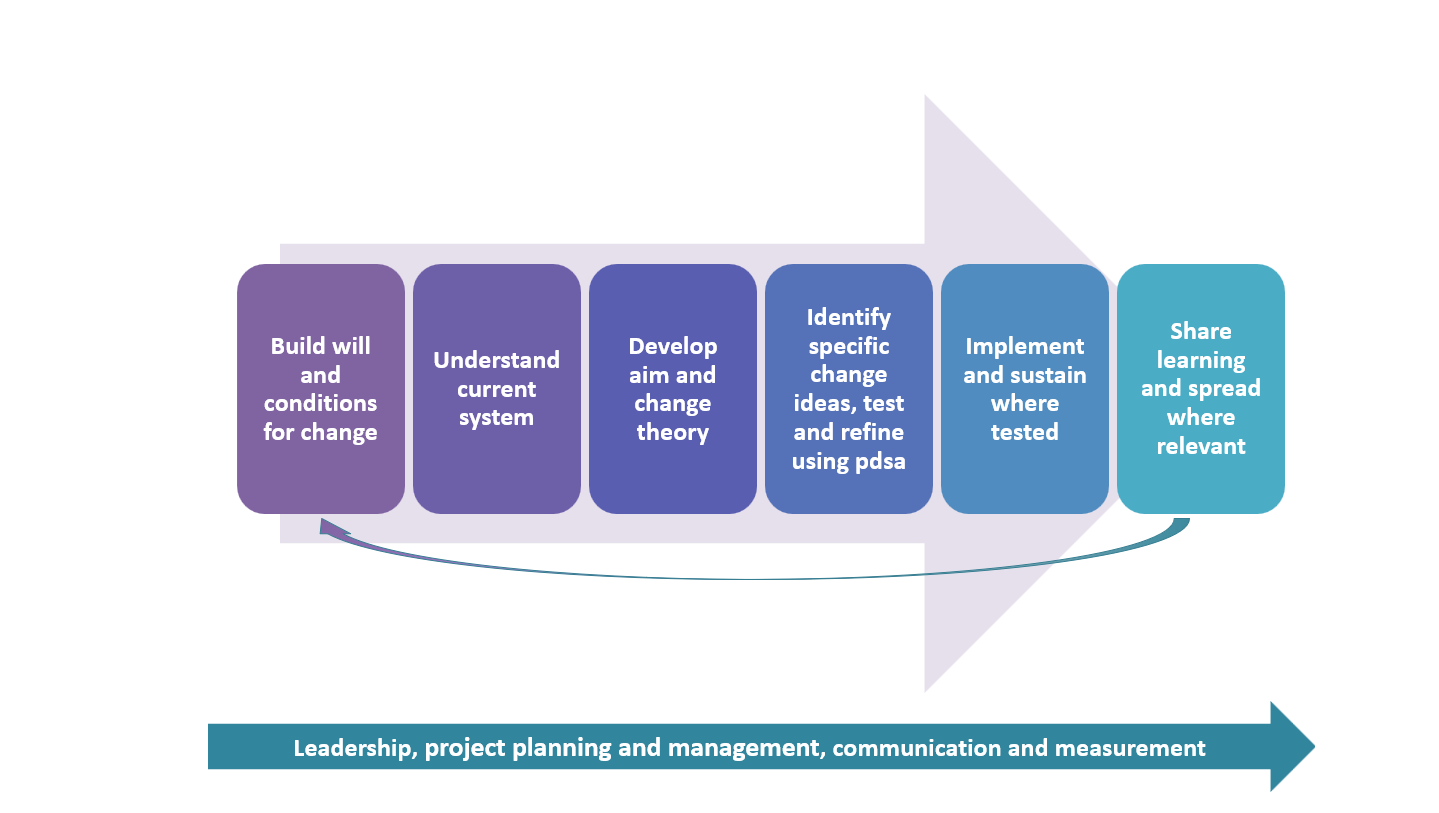 Build will
and
conditions
for change
Understand
current
system
Develop
aim and
change
theory
Identify
specific
change
ideas, test
and refine
using pdsa
Implement
and sustain
where
tested
Share
learning
and spread
where
relevant
Leadership, project planning and management, communication and measurement